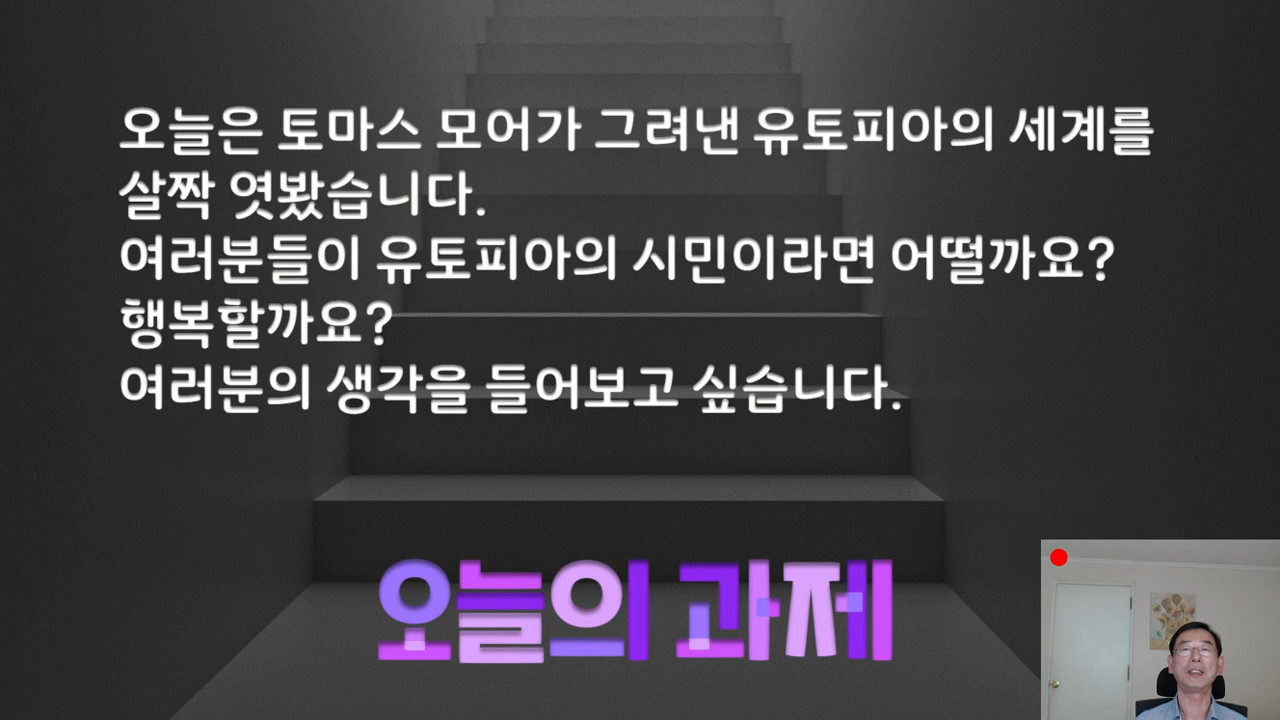 오늘은 토마스 모어가 그려낸 유토피아의 세계를
살짝 엿봤습니다.
여러분들이 유토피아의 시민이라면 어떨까요?
행복할까요?
여러분의 생각을 들어보고 싶습니다.
오늘의 과제